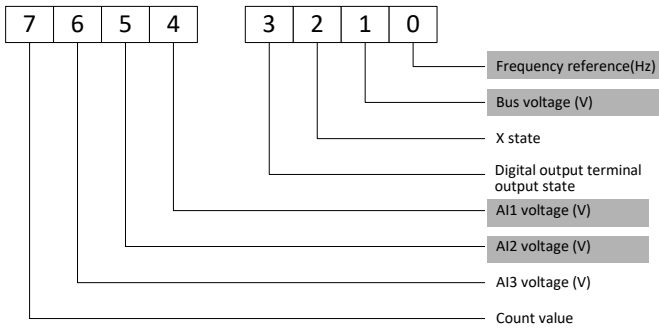 7 6 5 4 3 2 1 0
Frequency reference(Hz)
Bus voltage (V)
X state
Digital output terminal
output state
AI1 voltage (V)
AI2 voltage (V)
AI3 voltage (V)
Count value